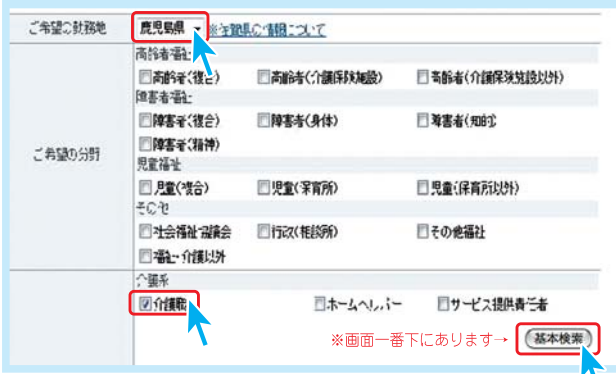 ご希望の勤務地 鹿児島県 ※佐賀県の情報について
高齢者福祉
高齢者(複合) 高齢者(介護保険施設) 高齢者(介護保険施設以外)
障害者福祉
障害者(複合) 障害者(身体) 障害者(知的)
障害者(精神)
ご希望の分野
児童福祉
児童(複合) 児童(保育所) 児童(保育所以外)
その他
社会福祉協議会 行政(相談所) その他福祉
福祉・介護以外
介護系
介護職 ホームヘルパー サービス提供責任者
※画面一番下にあります→ 基本検索